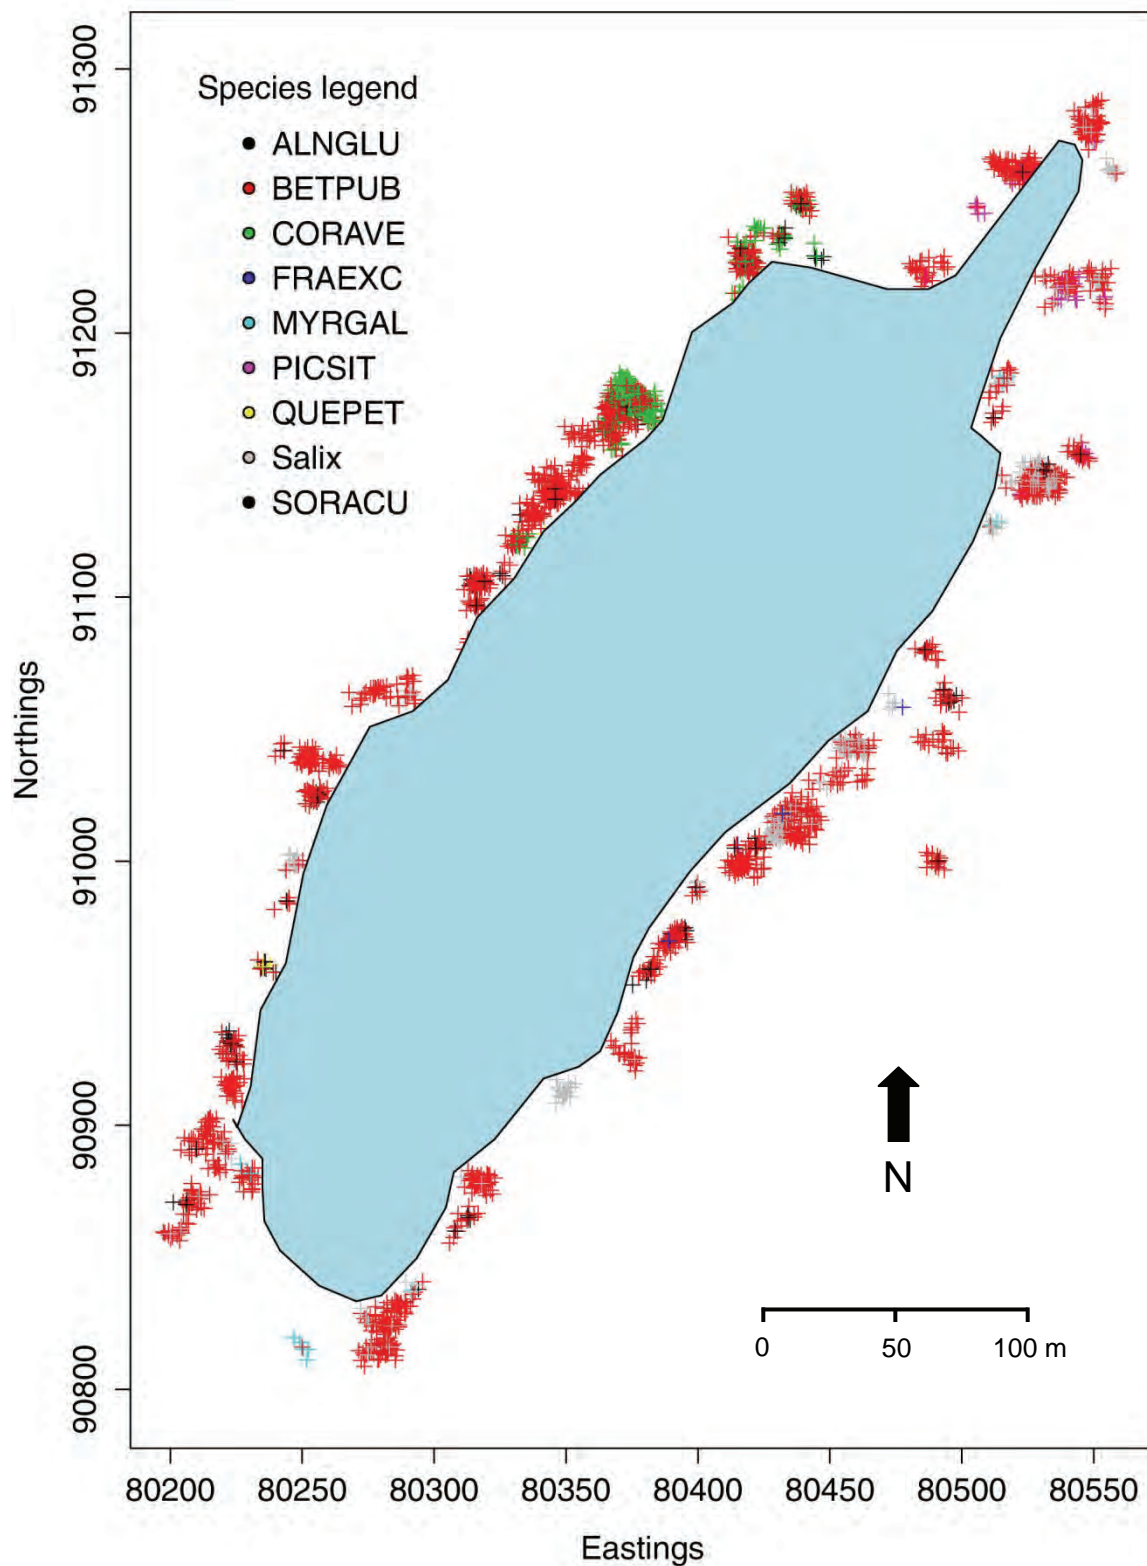 Species legend
ALNGLU
BETPUB
CORAVE
FRAEXC
MYRGAL
PICSIT
QUEPET
Salix
SORACU
91300
91200
91100
91000
90900
90800
Northings
N
0 50 100 m
80200 80250 80300 80350 80400 80450 80500 80550
Eastings